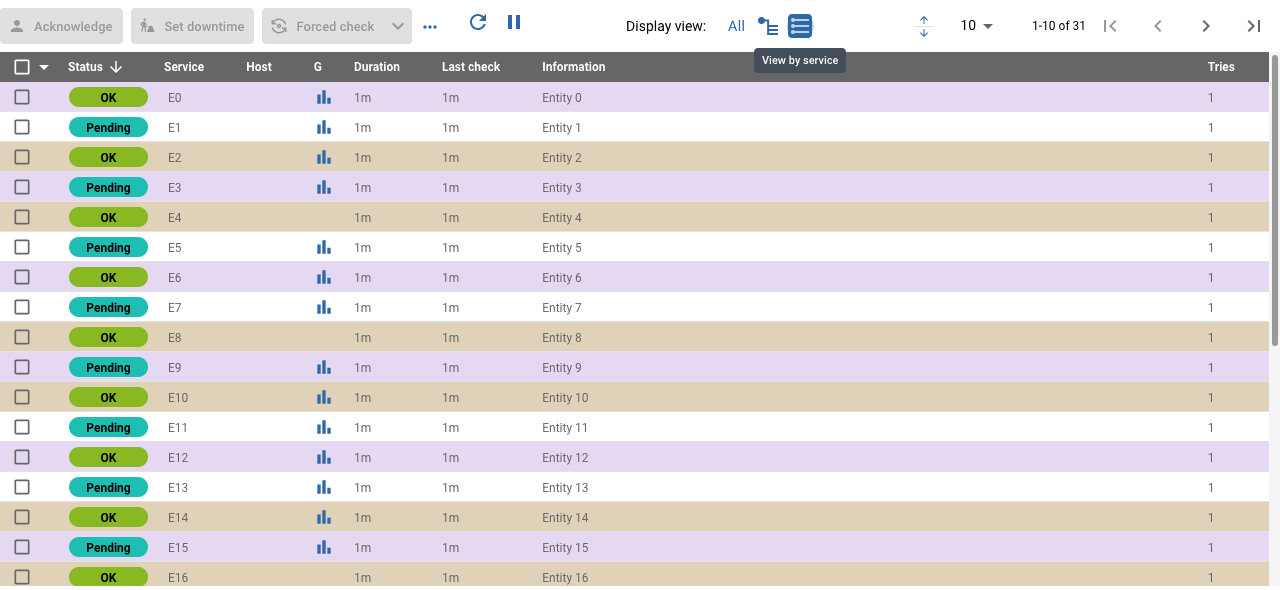 Acknowledge Set downtime Forced check Display view: All 10 1-10 of 31
View by service
Status Service Host G Duration Last check Information Tries
OK E0 1m 1m Entity 0 1
Pending E1 1m 1m Entity 1 1
OK E2 1m 1m Entity 2 1
Pending E3 1m 1m Entity 3 1
OK E4 1m 1m Entity 4 1
Pending E5 1m 1m Entity 5 1
OK E6 1m 1m Entity 6 1
Pending E7 1m 1m Entity 7 1
OK E8 1m 1m Entity 8 1
Pending E9 1m 1m Entity 9 1
OK E10 1m 1m Entity 10 1
Pending E11 1m 1m Entity 11 1
OK E12 1m 1m Entity 12 1
Pending E13 1m 1m Entity 13 1
OK E14 1m 1m Entity 14 1
Pending E15 1m 1m Entity 15 1
OK E16 1m 1m Entity 16 1